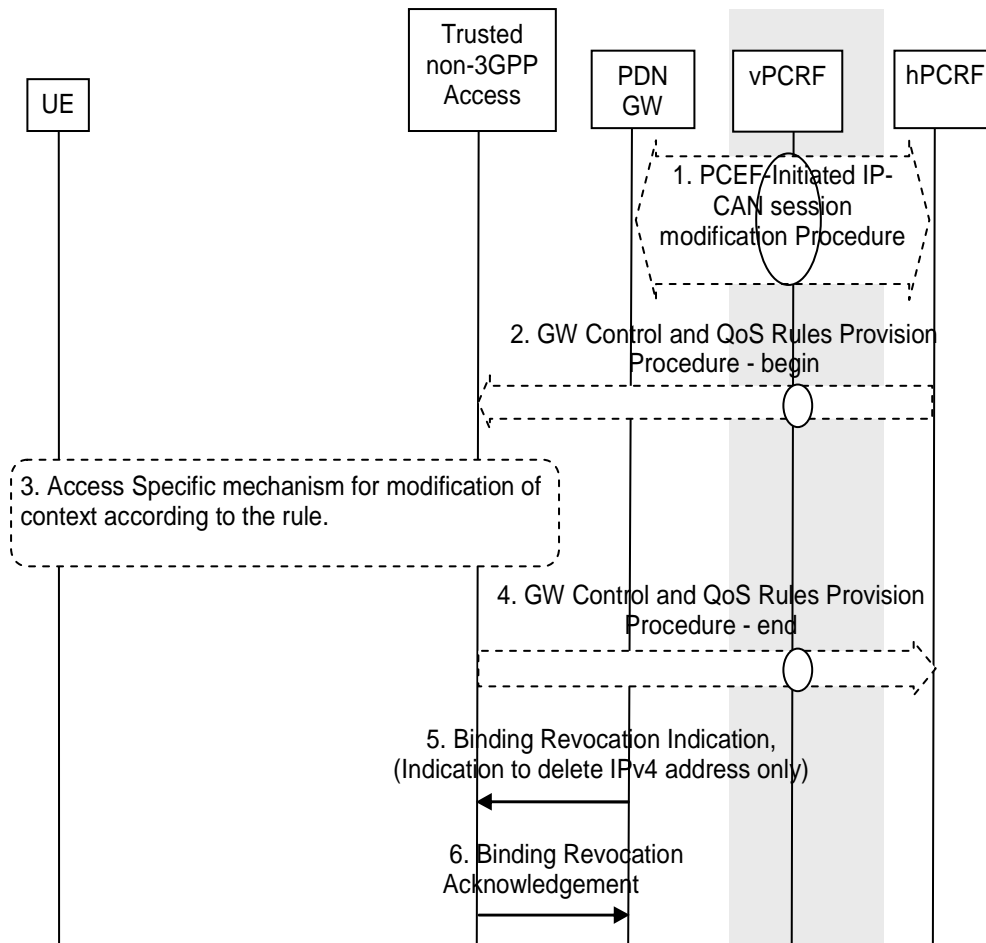 Trusted
non-3GPP
Access
UE
PDN
GW
vPCRF
hPCRF
1. PCEF-Initiated IP-
CAN session
modification Procedure
2. GW Control and QoS Rules Provision
Procedure - begin
3. Access Specific mechanism for modification of
context according to the rule.
4. GW Control and QoS Rules Provision
Procedure - end
5. Binding Revocation Indication,
(Indication to delete IPv4 address only)
6. Binding Revocation
Acknowledgement